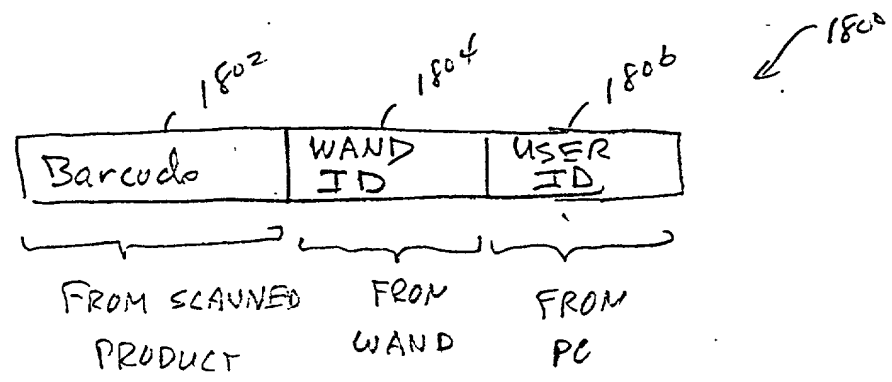 1800
1802 1804 1806
Barcode WAND ID USER ID
FROM SCANNED PRODUCT
FROM WAND
FROM PC